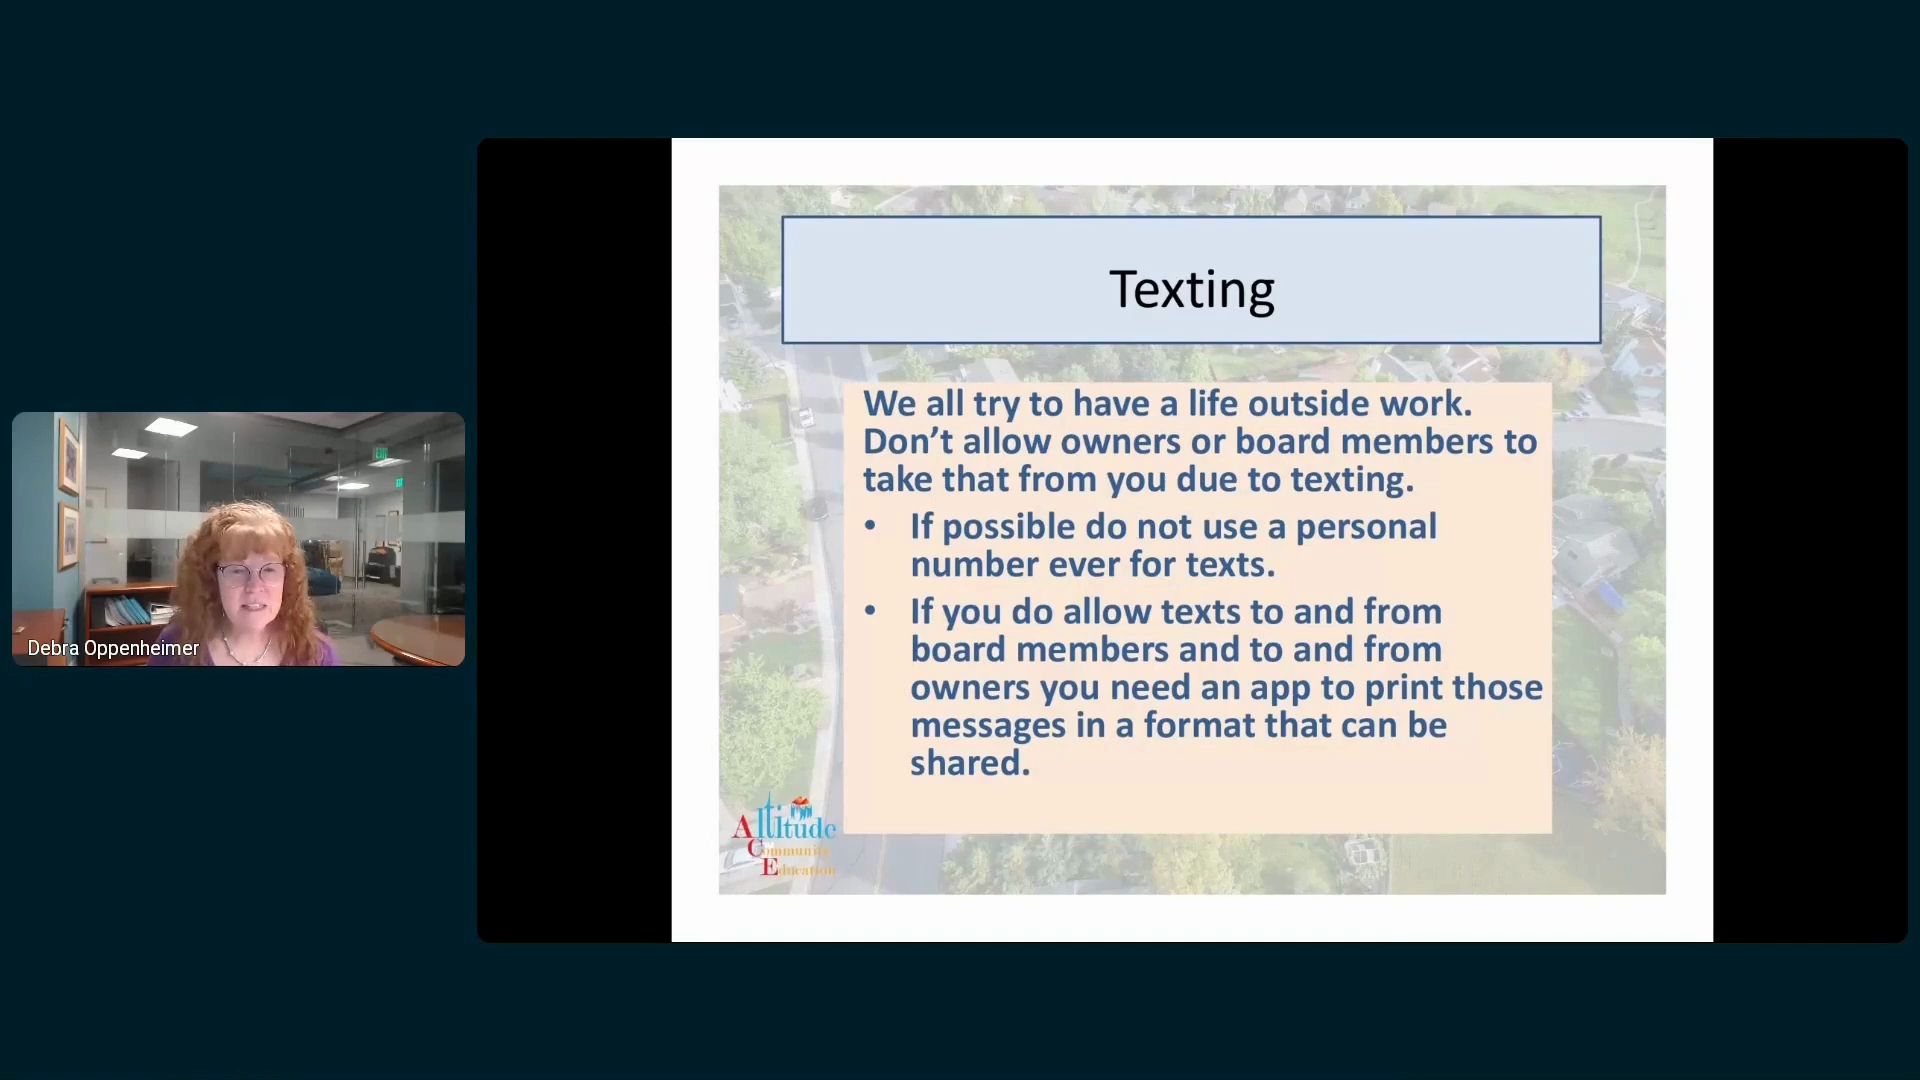 Texting
We all try to have a life outside work.
Don’t allow owners or board members to
take that from you due to texting.
• If possible do not use a personal
number ever for texts.
• If you do allow texts to and from
board members and to and from
owners you need an app to print those
messages in a format that can be
shared.
Altitude
Community
Education
EXIT
Debra Oppenheimer